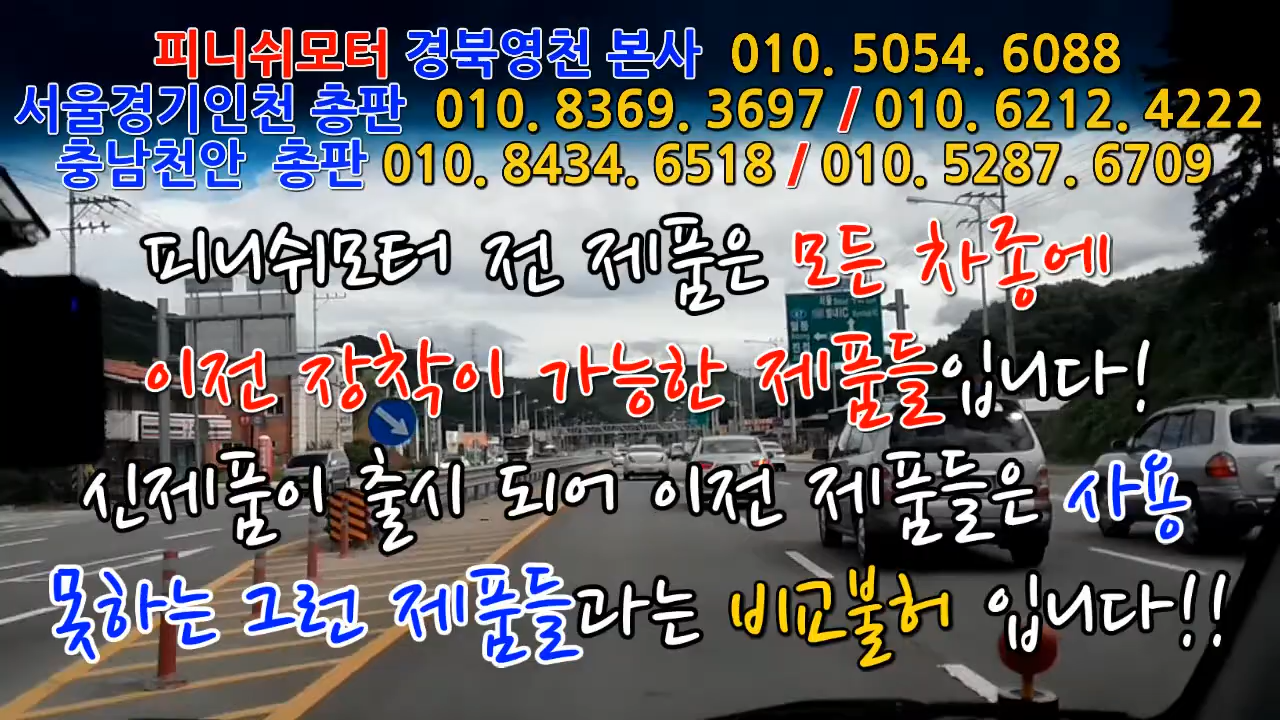 피니쉬모터 경북영천 본사 010. 5054. 6088
서울경기인천 총판 010. 8369. 3697 / 010. 6212. 4222
충남천안 총판 010. 8434. 6518 / 010. 5287. 6709
피니쉬모터 전 제품은 모든 차종에
이전 장착이 가능한 제품들입니다!
신제품이 출시 되어 이전 제품들은 사용
못하는 그런 제품들과는 비교불허 입니다!!